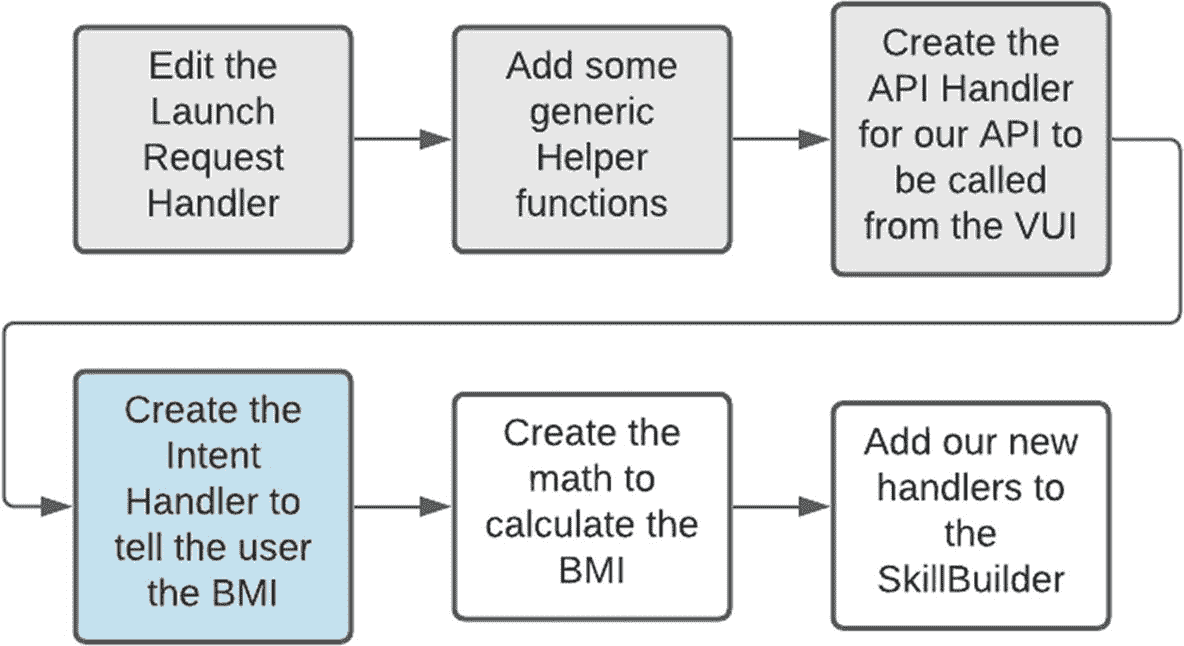 Edit the
Launch
Request
Handler
Add some
generic
Helper
functions
Create the
API Handler
for our API to
be called
from the VUI
Create the
Intent
Handler to
tell the user
the BMI
Create the
math to
calculate the
BMI
Add our new
handlers to
the
SkillBuilder